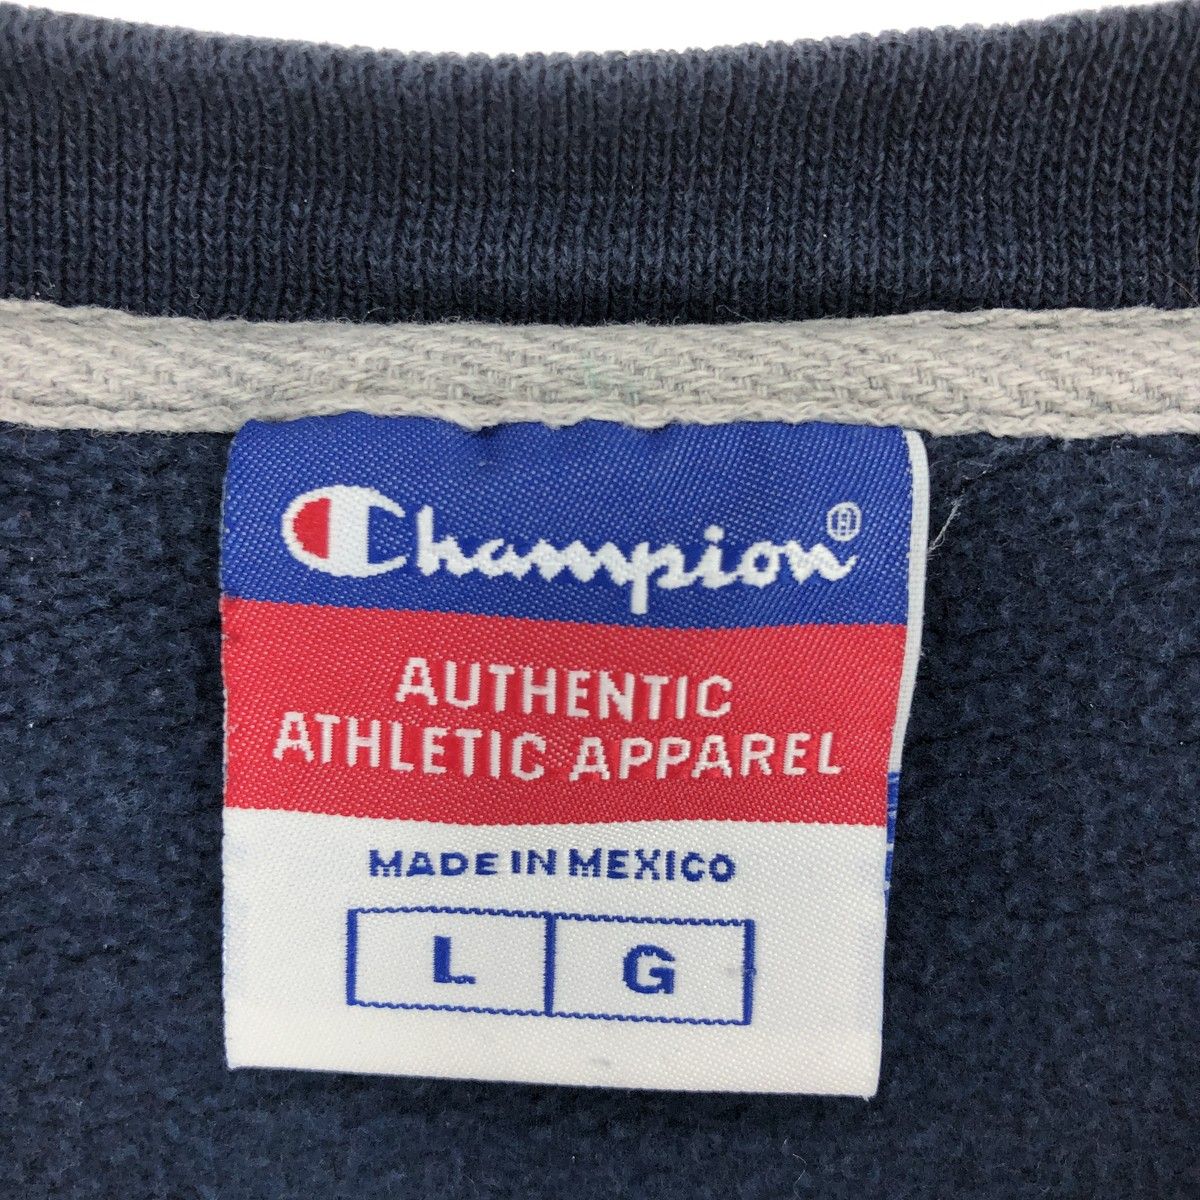 Champion®
AUTHENTIC
ATHLETIC APPAREL
MADE IN MEXICO
L G